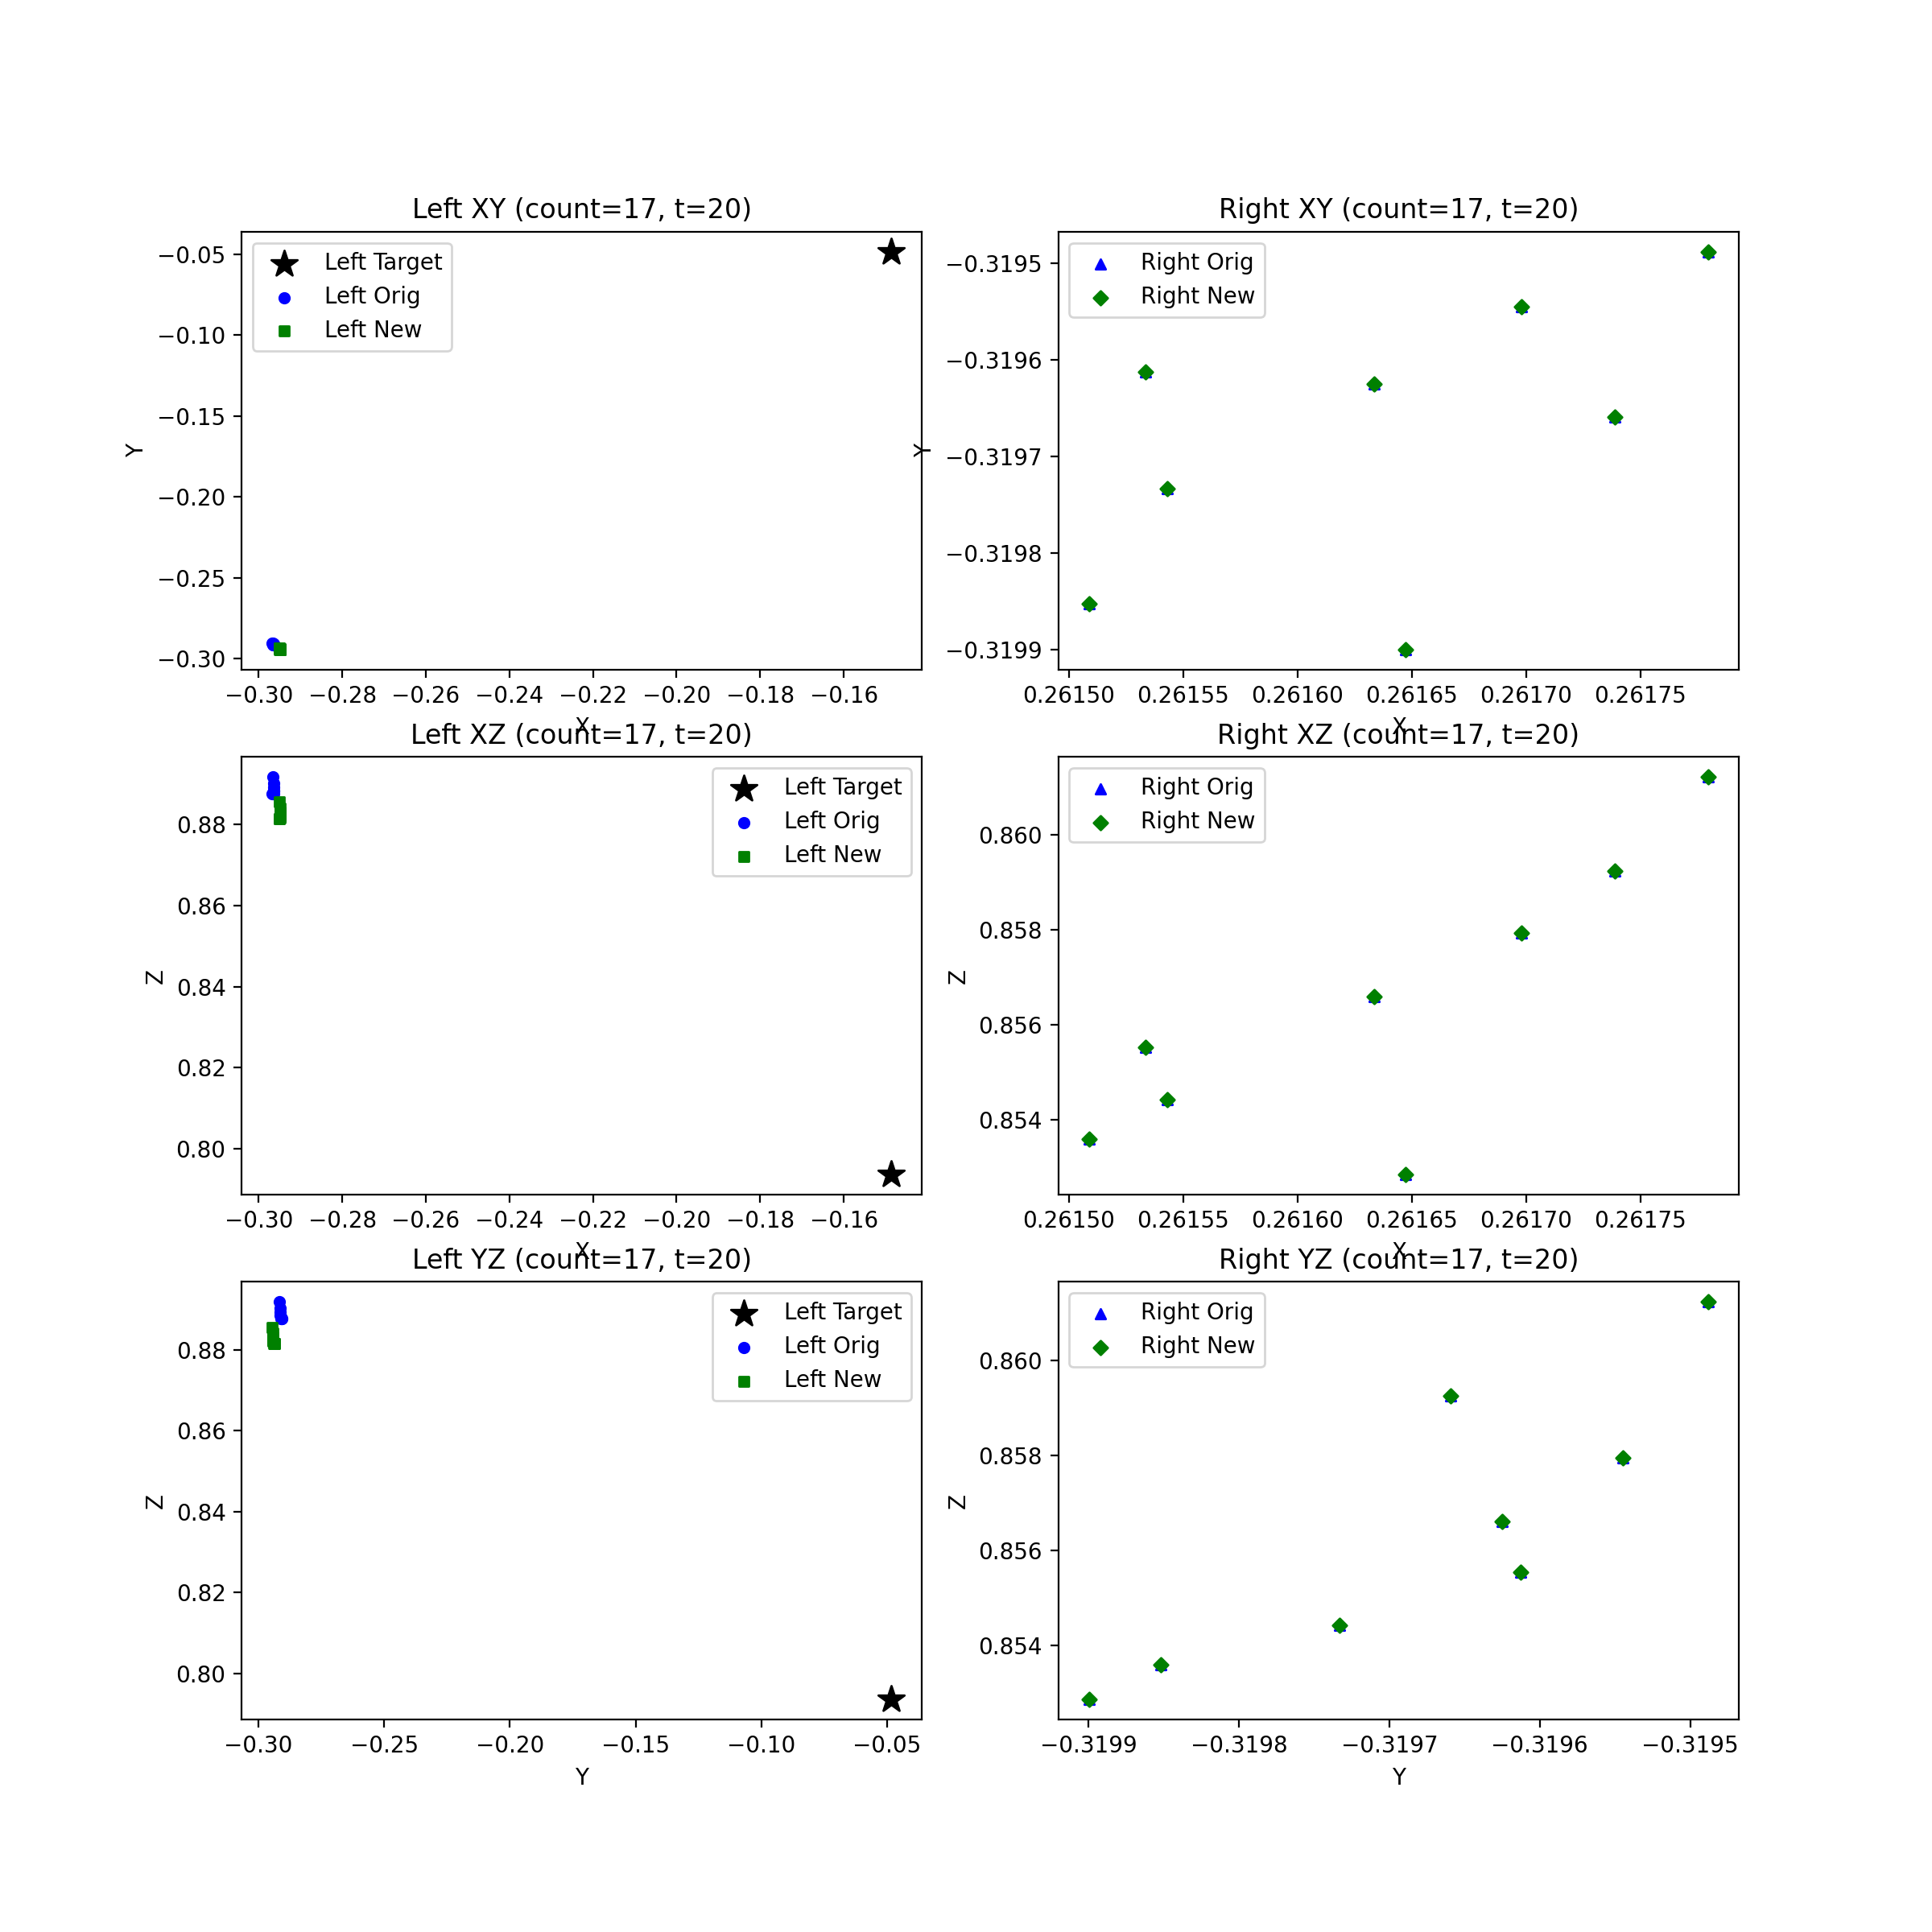 Left XY (count=17, t=20)
Left Target
Left Orig
Left New
−0.05
−0.10
−0.15
−0.20
−0.25
−0.30
Y
−0.30 −0.28 −0.26 −0.24 −0.22 −0.20 −0.18 −0.16
X
Right XY (count=17, t=20)
Right Orig
Right New
−0.3195
−0.3196
−0.3197
−0.3198
−0.3199
Y
0.26150 0.26155 0.26160 0.26165 0.26170 0.26175
X
Left XZ (count=17, t=20)
Left Target
Left Orig
Left New
0.88
0.86
0.84
0.82
0.80
Z
−0.30 −0.28 −0.26 −0.24 −0.22 −0.20 −0.18 −0.16
X
Right XZ (count=17, t=20)
Right Orig
Right New
0.860
0.858
0.856
0.854
Z
0.26150 0.26155 0.26160 0.26165 0.26170 0.26175
X
Left YZ (count=17, t=20)
Left Target
Left Orig
Left New
0.88
0.86
0.84
0.82
0.80
Z
−0.30 −0.25 −0.20 −0.15 −0.10 −0.05
Y
Right YZ (count=17, t=20)
Right Orig
Right New
0.860
0.858
0.856
0.854
Z
−0.3199 −0.3198 −0.3197 −0.3196 −0.3195
Y